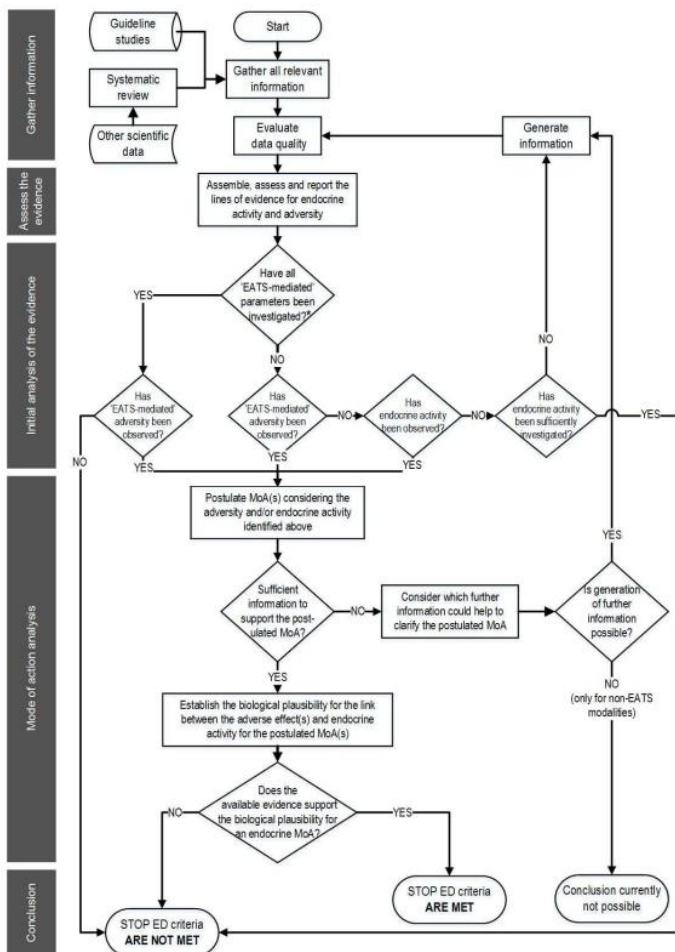 Gather information
Guideline
studies
Start
Systematic
review
Gather all relevant
information
Other scientific
data
Evaluate
data quality
Generate
information
Assess the
evidence
Assemble, assess and report the
lines of evidence for endocrine
activity and adversity
Initial analysis of the evidence
Have all
'EATS-mediated'
parameters been
investigated?*
YES
NO
Has
'EATS-mediated'
adversity been
observed?
Has
'EATS-mediated'
adversity been
observed?
NO
Has
endocrine activity
been observed?
NO
Has
endocrine activity
been sufficiently
investigated?
NO
YES
NO
YES
YES
YES
Mode of action analysis
Postulate MoA(s) considering the
adversity and/or endocrine activity
identified above
Sufficient
information to
support the post-
ulated MoA?
NO
Consider which further
information could help to
clarify the postulated MoA
Is generation
of further
information
possible?
YES
YES
NO
(only for non-EATS
modalities)
Establish the biological plausibility for the link
between the adverse effect(s) and endocrine
activity for the postulated MoA(s)
Does the
available evidence support
the biological plausibility for
an endocrine MoA?
NO
YES
Conclusion
STOP ED criteria
ARE NOT MET
STOP ED criteria
ARE MET
Conclusion currently
not possible